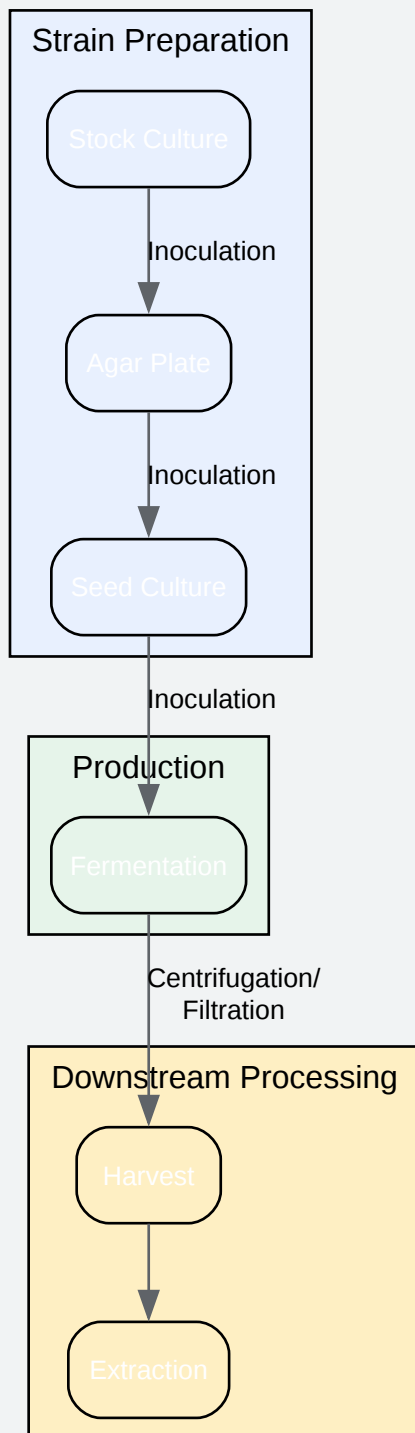 Strain Preparation
Stock Culture
Inoculation
Agar Plate
Inoculation
Seed Culture
Inoculation
Production
Fermentation
Centrifugation/
Filtration
Downstream Processing
Harvest
Extraction